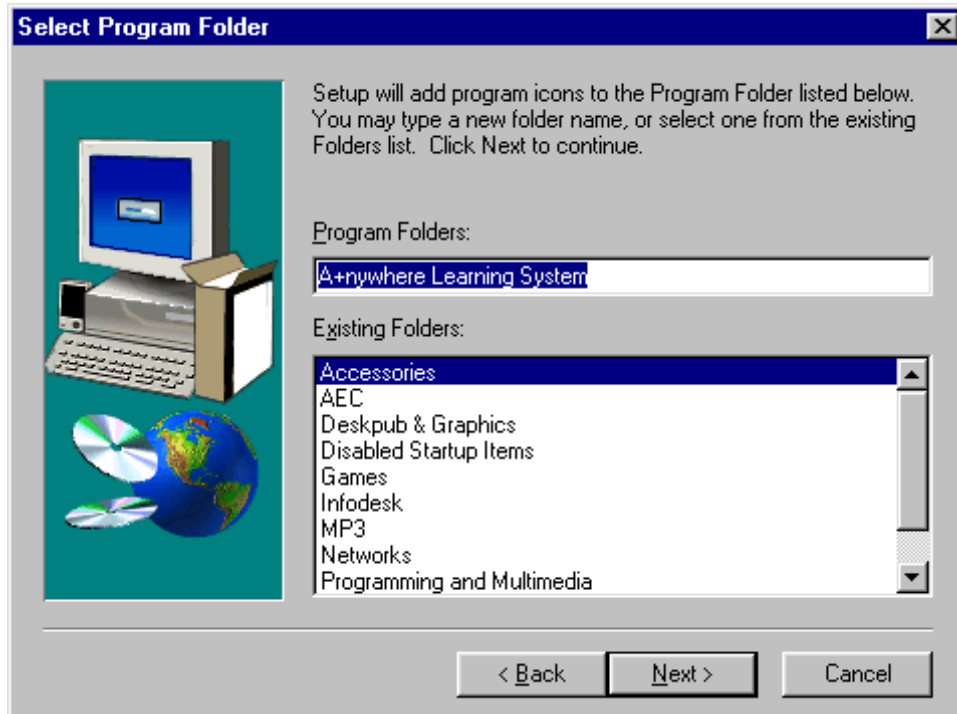 Select Program Folder
Setup will add program icons to the Program Folder listed below.
You may type a new folder name, or select one from the existing
Folders list.  Click Next to continue.
Program Folders:
A+nywhere Learning System
Existing Folders:
Accessories
AEC
Deskpub & Graphics
Disabled Startup Items
Games
Infodesk
MP3
Networks
Programming and Multimedia
< Back
Next >
Cancel